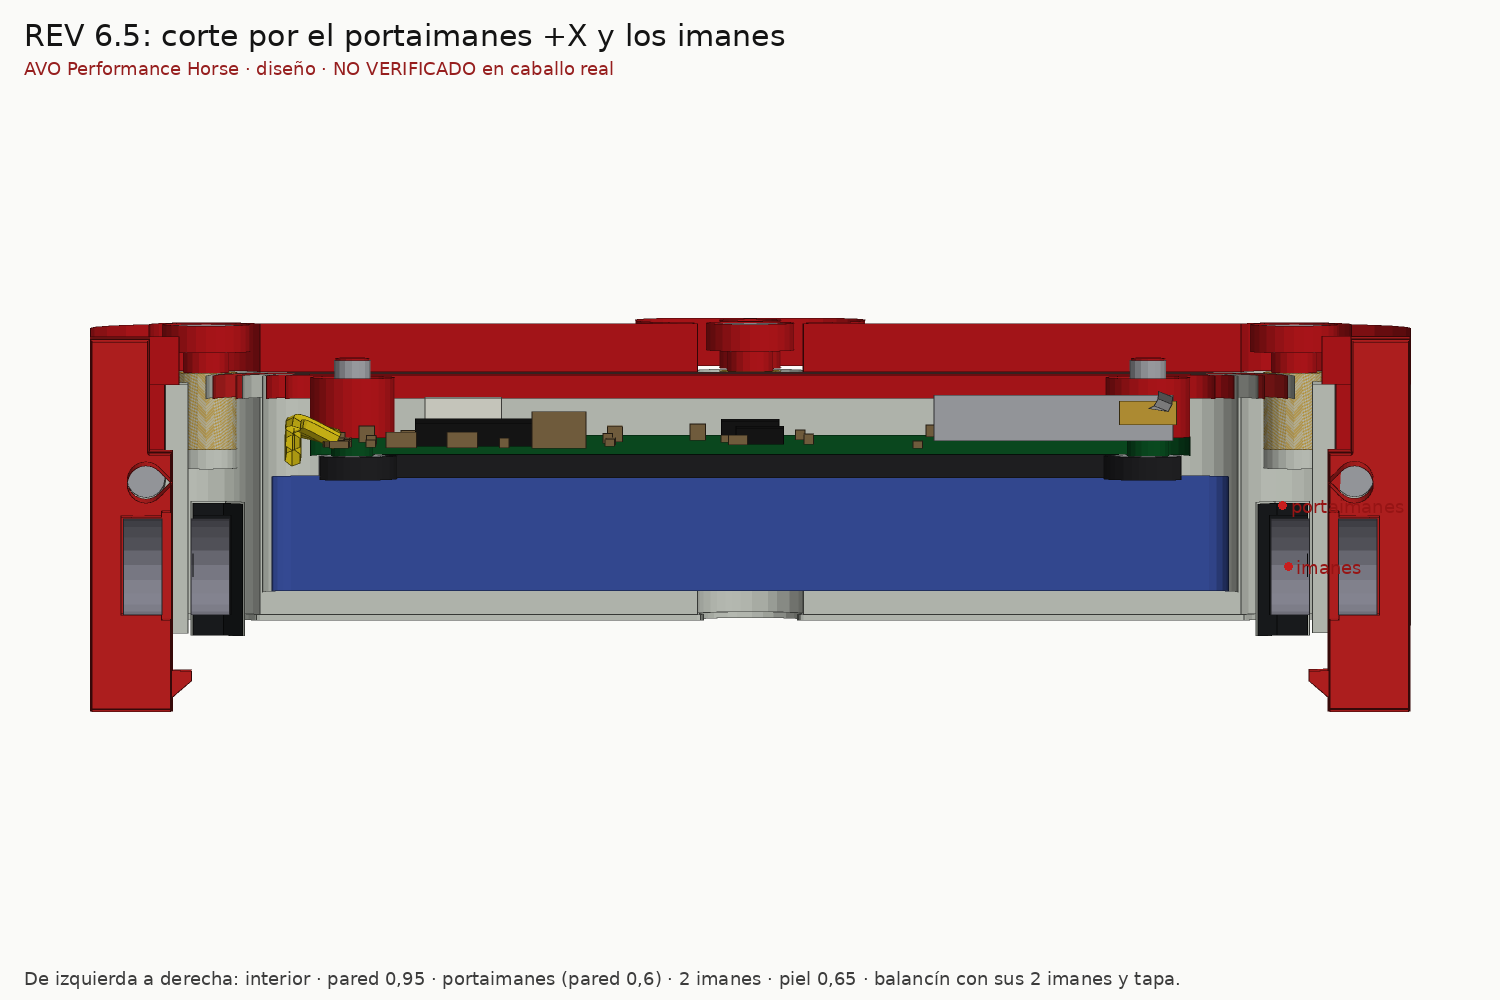 REV 6.5: corte por el portaimanes +X y los imanes
AVO Performance Horse · diseño · NO VERIFICADO en caballo real
portaimanes
imanes
De izquierda a derecha: interior · pared 0,95 · portaimanes (pared 0,6) · 2 imanes · piel 0,65 · balancín con sus 2 imanes y tapa.